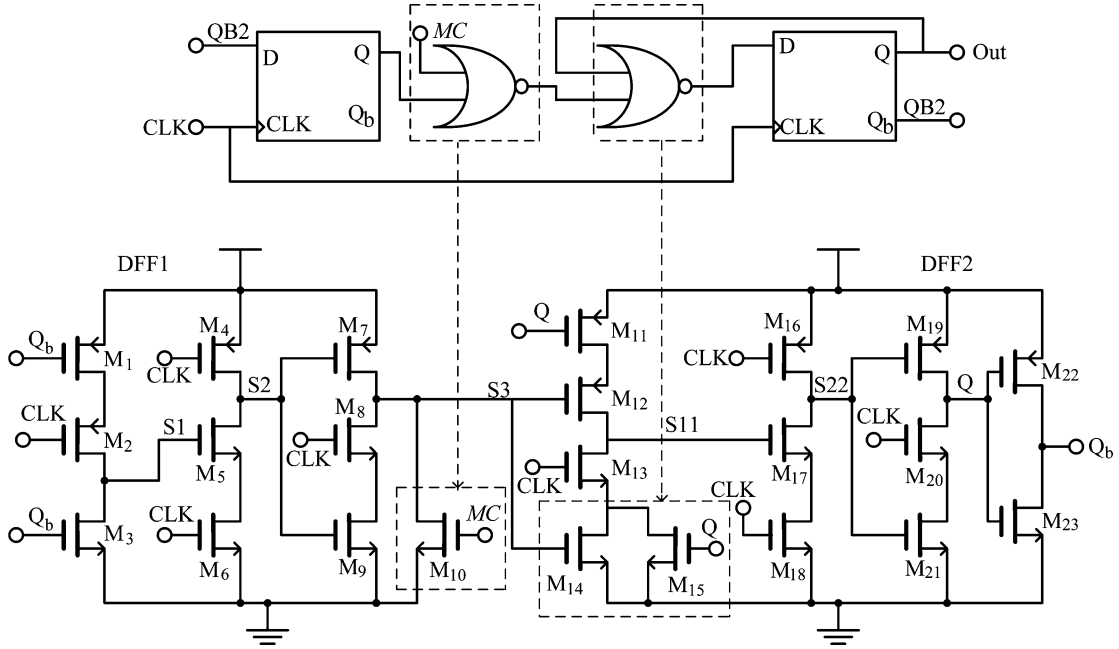 QB2
D
Q
Qb
CLK
CLK
MC
D
Q
Qb
CLK
Out
QB2
DFF1
DFF2
Qb
M1
CLK
M2
Qb
M3
S1
M4
CLK
S2
M5
CLK
M6
M7
M8
CLK
M9
MC
M10
S3
Q
M11
M12
S11
M13
CLK
M14
Q
M15
M16
CLK
S22
M17
CLK
M18
M19
Q
CLK
M20
M21
M22
Qb
M23